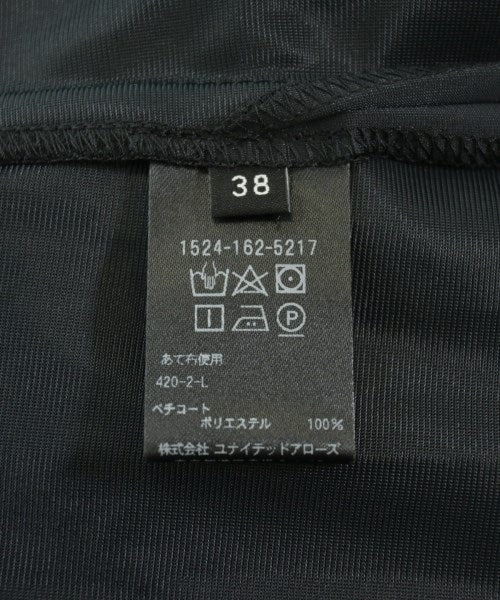 38
1524-162-5217
P
あて布使用
420-2-L
ペチコート
ポリエステル 100%
株式会社 ユナイテッドアローズ